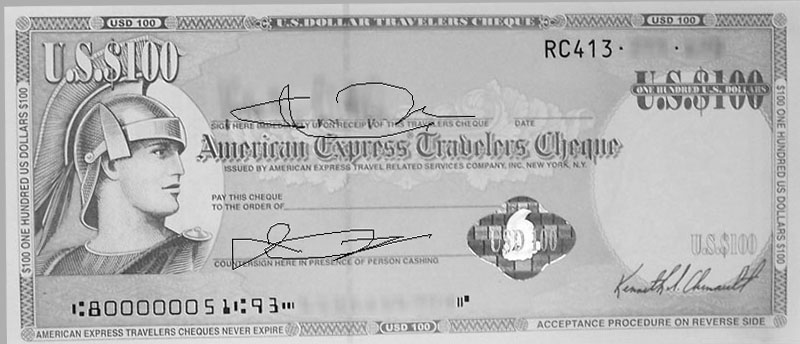 USD 100
U.S. DOLLAR TRAVELERS CHEQUE
USD 100
U.S.$100
RC413·
U.S.$100
ONE HUNDRED U.S. DOLLARS
$100 ONE HUNDRED US DOLLARS $100
$100 ONE HUNDRED US DOLLARS $100
SIGN HERE IMMEDIATELY UPON RECEIPT OF THIS TRAVELERS CHEQUE DATE
American Express Travelers Cheque
ISSUED BY AMERICAN EXPRESS TRAVEL RELATED SERVICES COMPANY, INC. NEW YORK, N.Y.
PAY THIS CHEQUE
TO THE ORDER OF
U.S.$100
COUNTERSIGN HERE IN PRESENCE OF PERSON CASHING
Kenneth I. Chenault
⑆800000051⑆93⑈
AMERICAN EXPRESS TRAVELERS CHEQUES NEVER EXPIRE
USD 100
ACCEPTANCE PROCEDURE ON REVERSE SIDE